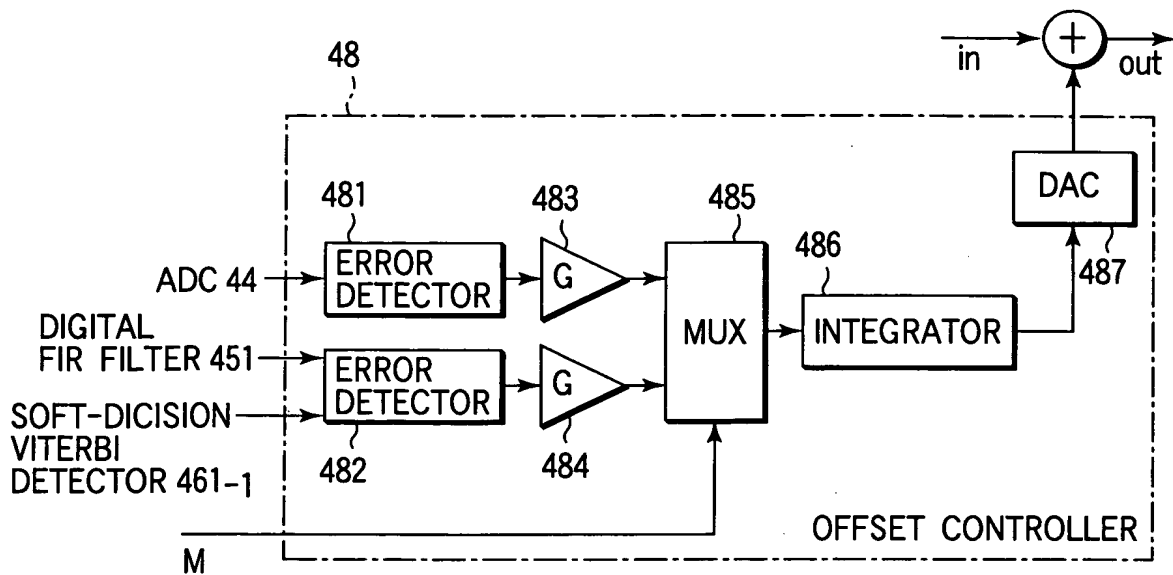 in
out
48
DAC
487
481
483
485
486
ADC 44
ERROR
DETECTOR
G
MUX
INTEGRATOR
DIGITAL
FIR FILTER 451
ERROR
DETECTOR
G
SOFT-DICISION
VITERBI
DETECTOR 461-1
482
484
M
OFFSET CONTROLLER